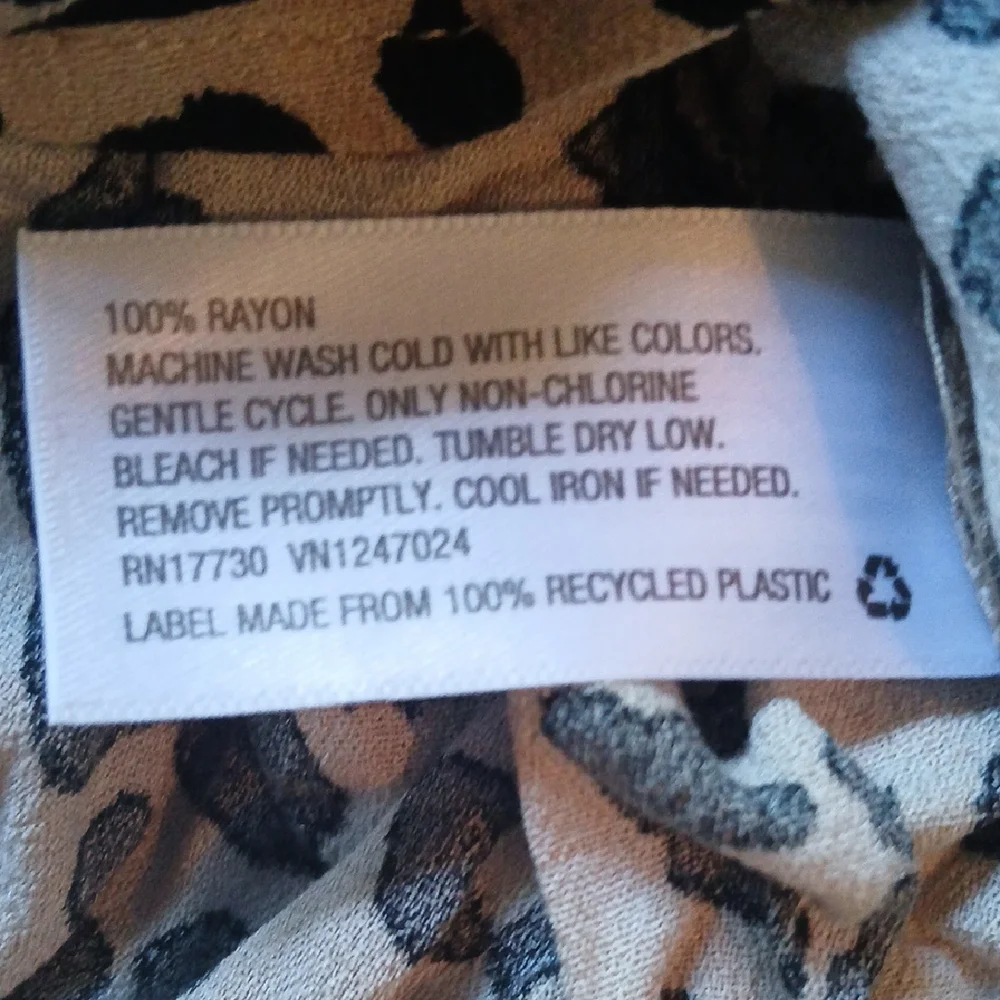 100% RAYON
MACHINE WASH COLD WITH LIKE COLORS.
GENTLE CYCLE. ONLY NON-CHLORINE
BLEACH IF NEEDED. TUMBLE DRY LOW.
REMOVE PROMPTLY. COOL IRON IF NEEDED.
RN17730 VN1247024
LABEL MADE FROM 100% RECYCLED PLASTIC